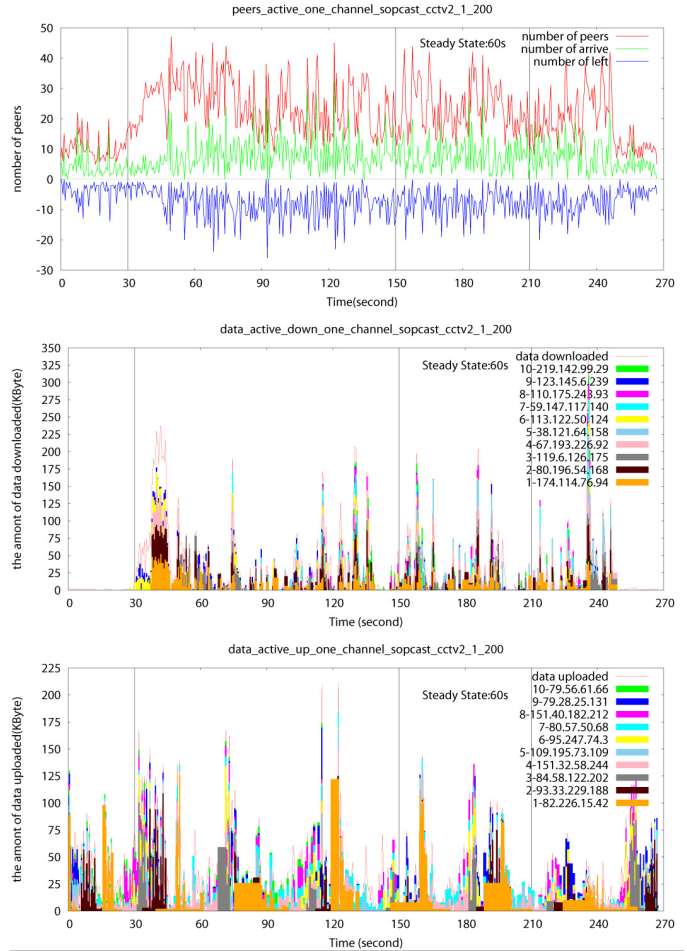 peers_active_one_channel_sopcast_cctv2_1_200
50
40
30
20
10
0
-10
-20
-30
number of peers
Steady State:60s
number of peers
number of arrive
number of left
0 30 60 90 120 150 180 210 240 270
Time(second)
data_active_down_one_channel_sopcast_cctv2_1_200
350
325
300
275
250
225
200
175
150
125
100
75
50
25
0
the amont of data downloaded(KByte)
Steady State:60s
data downloaded
10-219.142.99.29
9-123.145.6.239
8-110.175.243.93
7-59.147.117.140
6-113.122.50.124
5-38.121.64.158
4-67.193.226.92
3-119.6.126.175
2-80.196.54.168
1-174.114.76.94
0 30 60 90 120 150 180 210 240 270
Time (second)
data_active_up_one_channel_sopcast_cctv2_1_200
225
200
175
150
125
100
75
50
25
0
the amont of data uploaded(KByte)
Steady State:60s
data uploaded
10-79.56.61.66
9-79.28.25.131
8-151.40.182.212
7-80.57.50.68
6-95.247.74.3
5-109.195.73.109
4-151.32.58.244
3-84.58.122.202
2-93.33.229.188
1-82.226.15.42
0 30 60 90 120 150 180 210 240 270
Time (second)